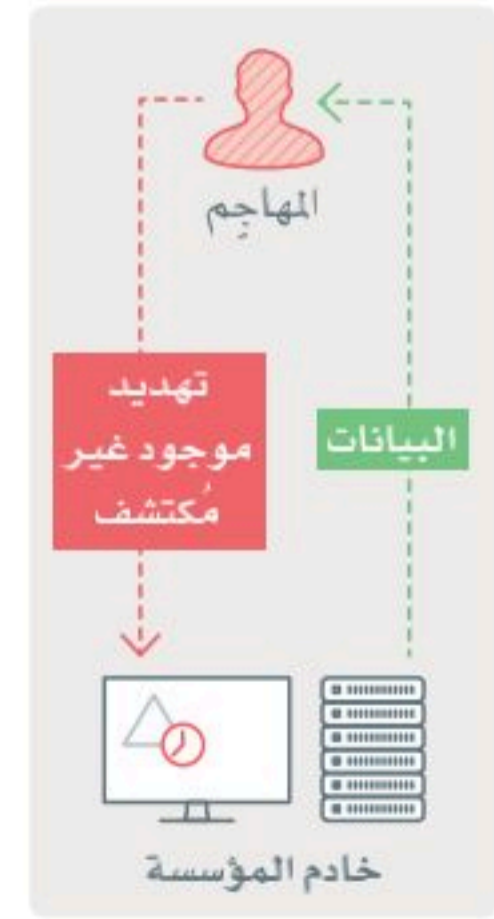 المهاجِم
تهديد
موجود غير
مُكتشف
البيانات
خادم المؤسسة